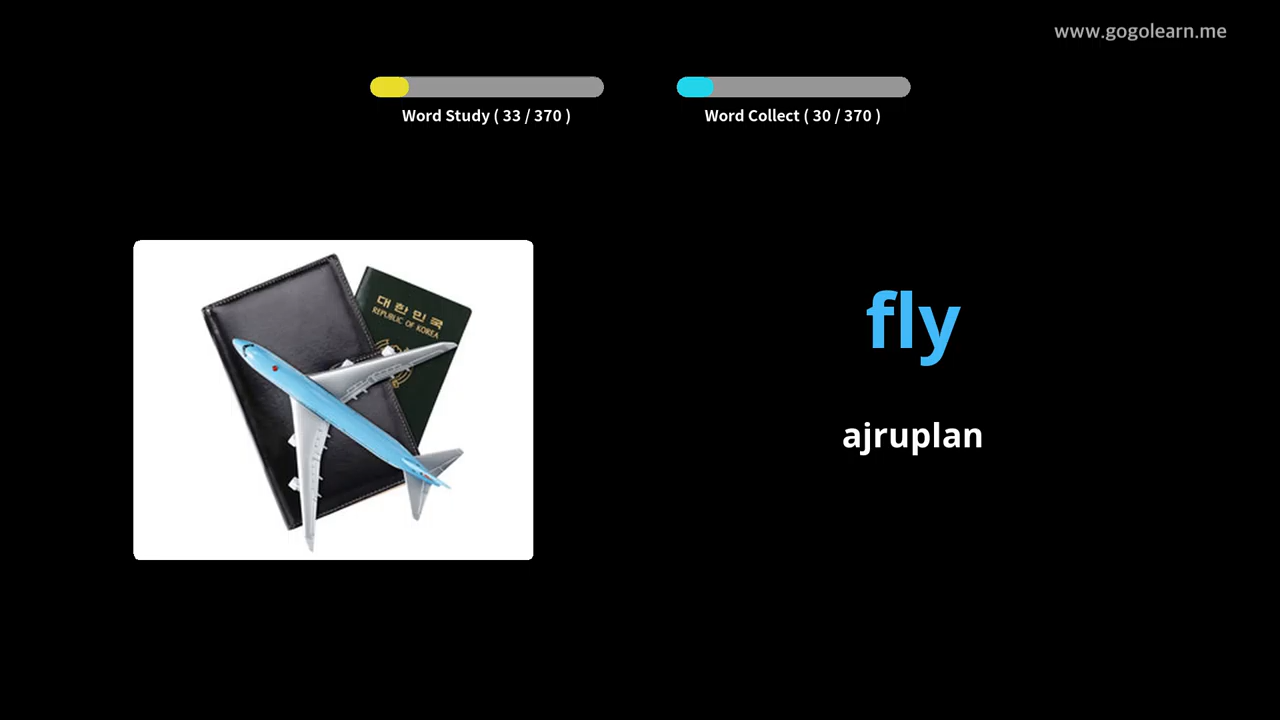 www.gogolearn.me
Word Study ( 33 / 370 )
Word Collect ( 30 / 370 )
대한민국
REPUBLIC OF KOREA
fly
ajruplan